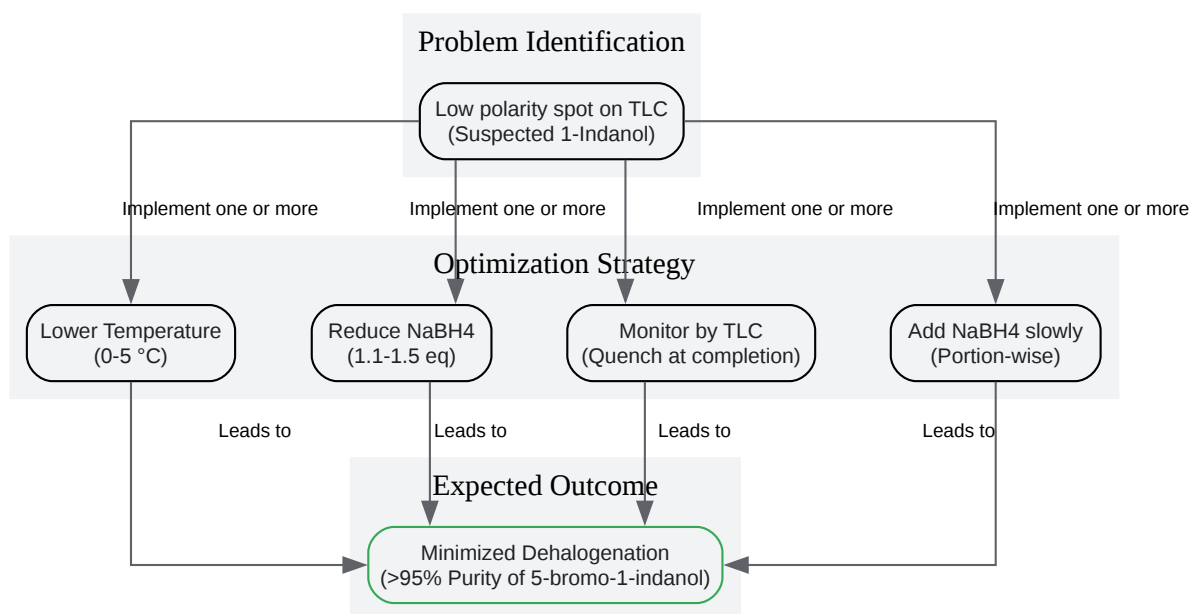 Problem Identification
Low polarity spot on TLC
(Suspected 1-Indanol)
Implement one or more
Implement one or more
Implement one or more
Implement one or more
Optimization Strategy
Lower Temperature
(0-5 °C)
Reduce NaBH4
(1.1-1.5 eq)
Monitor by TLC
(Quench at completion)
Add NaBH4 slowly
(Portion-wise)
Leads to
Leads to
Leads to
Leads to
Expected Outcome
Minimized Dehalogenation
(>95% Purity of 5-bromo-1-indanol)